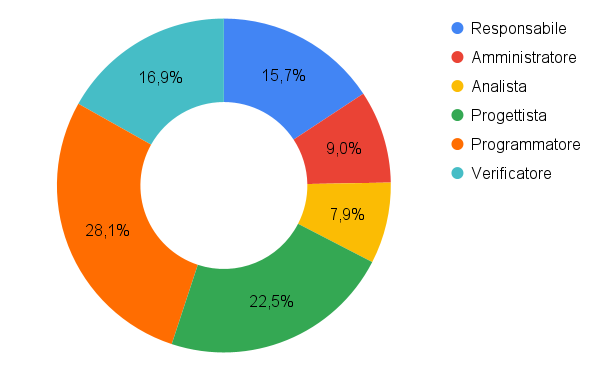 Responsabile
Amministratore
Analista
Progettista
Programmatore
Verificatore
15,7%
9,0%
7,9%
22,5%
28,1%
16,9%